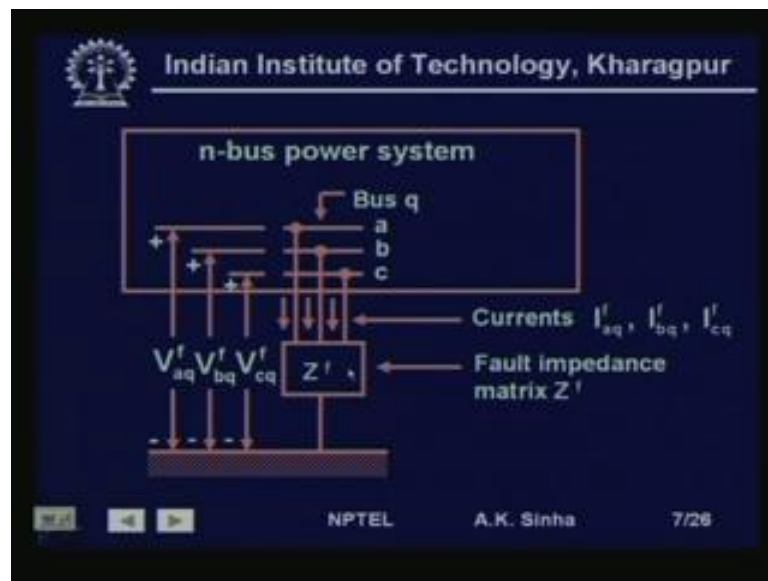 Indian Institute of Technology, Kharagpur
n-bus power system
Bus q
a
b
c
+
+
+
Currents I^f_aq, I^f_bq, I^f_cq
V^f_aq V^f_bq V^f_cq
Z^f
Fault impedance
matrix Z^f
- - -
NPTEL A.K. Sinha 7/26